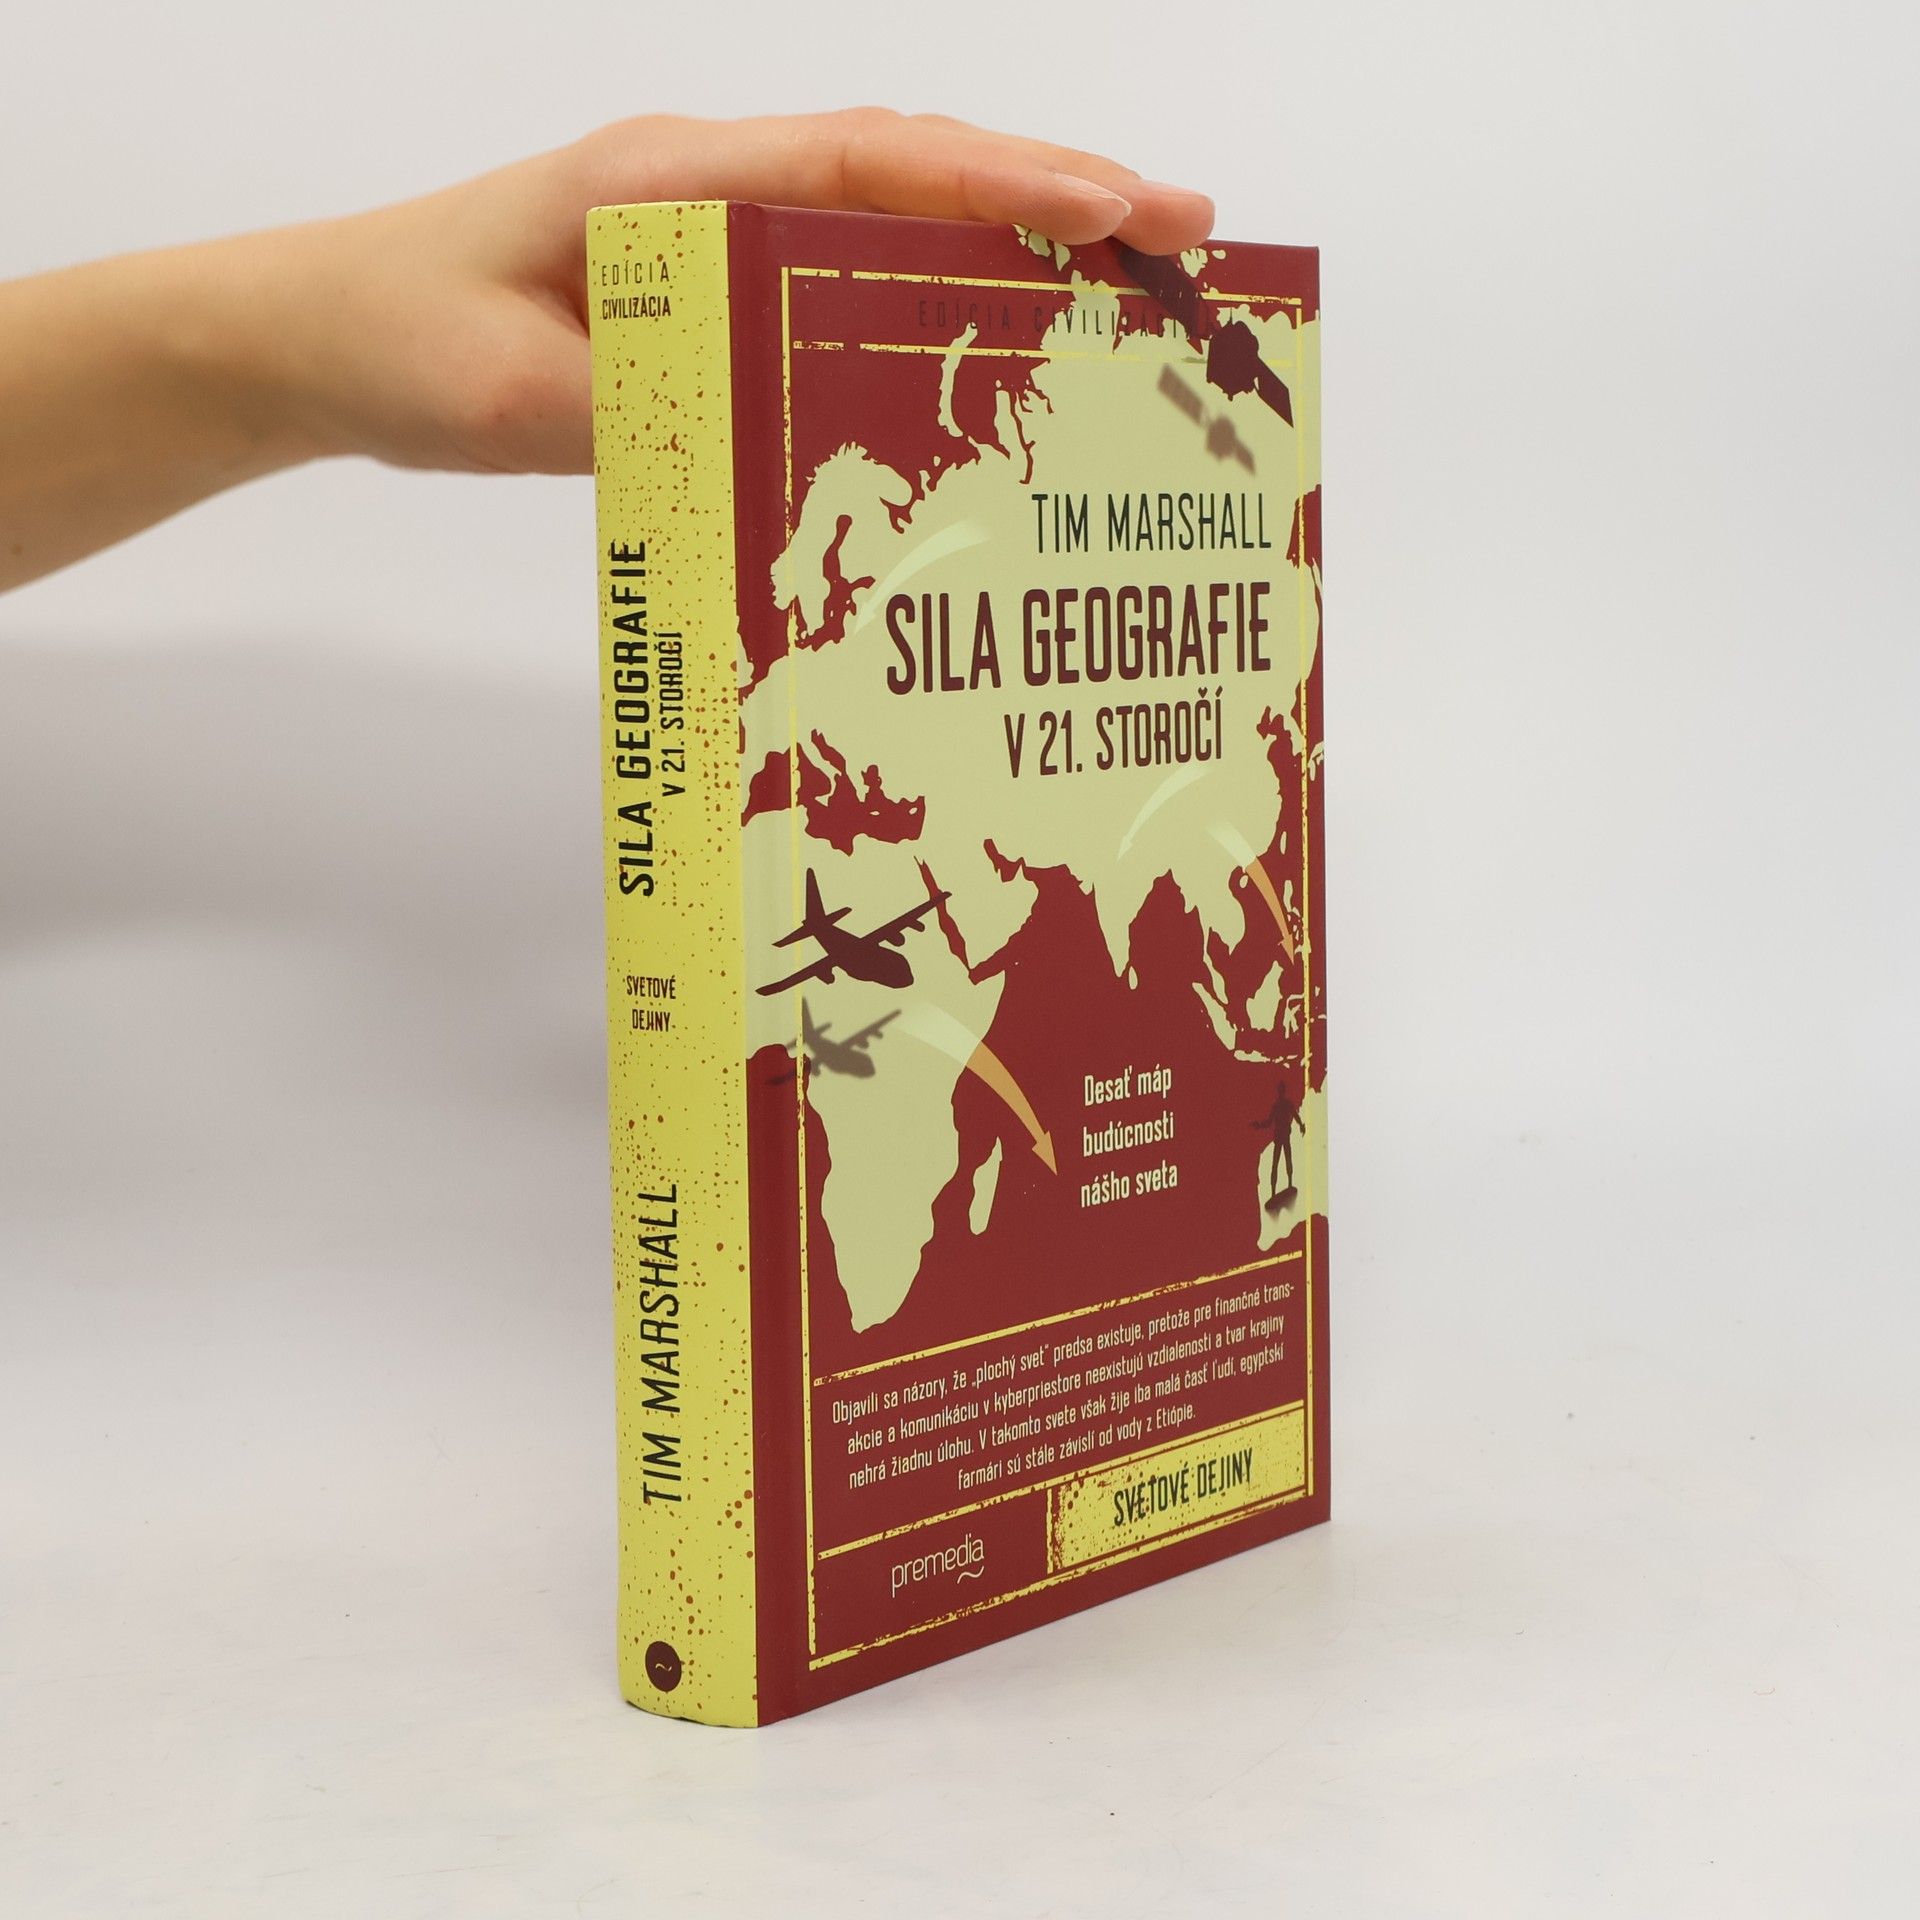 EDÍCIA
CIVILIZÁCIA
SILA GEOGRAFIE
V 21. STOROČÍ
SVETOVÉ
DEJINY
TIM MARSHALL
EDÍCIA CIVILIZÁCIA
TIM MARSHALL
SILA GEOGRAFIE
V 21. STOROČÍ
Desať máp
budúcnosti
nášho sveta
Objavili sa názory, že „plochý svet“ predsa existuje, pretože pre finančné trans-
akcie a komunikáciu v kyberpriestore neexistujú vzdialenosti a tvar krajiny
nehrá žiadnu úlohu. V takomto svete však žije iba malá časť ľudí, egyptskí
farmári sú stále závislí od vody z Etiópie.
SVETOVÉ DEJINY
premedia